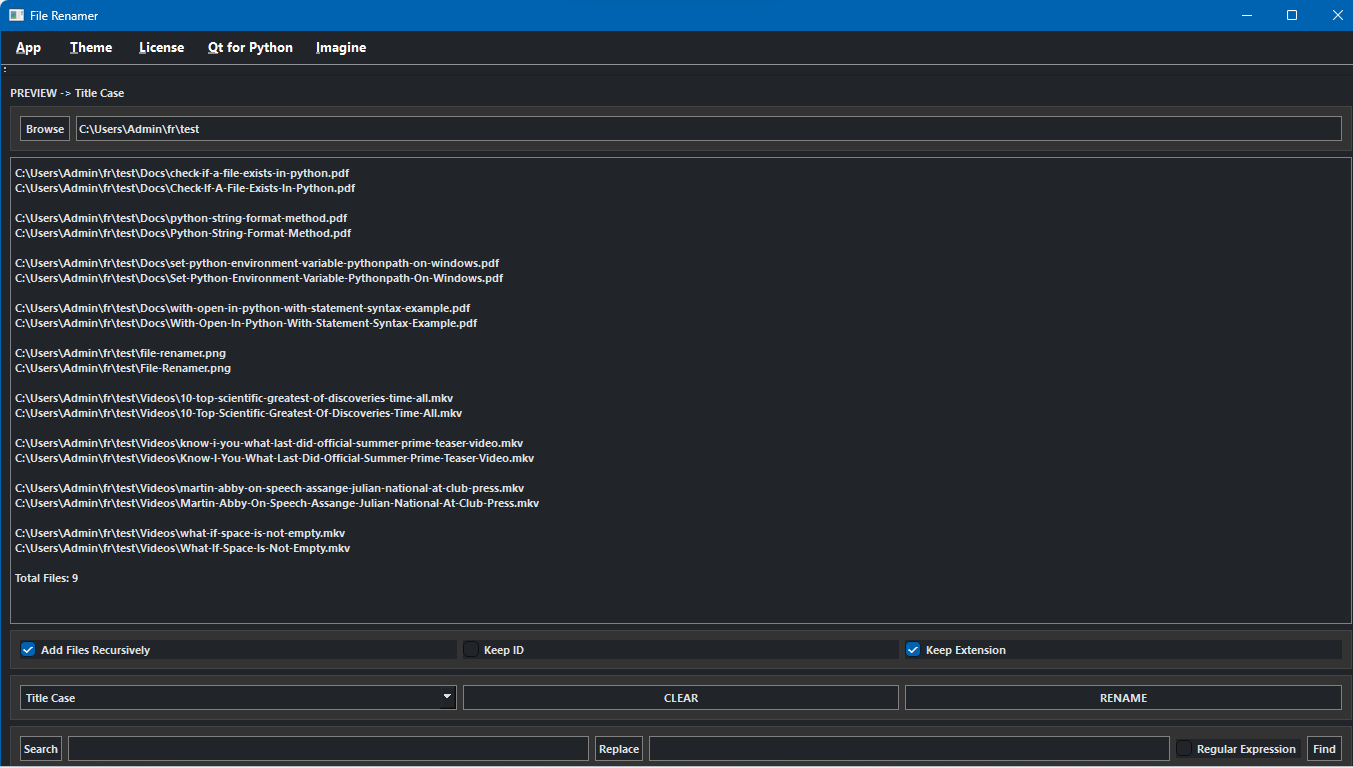 File Renamer
App Theme License Qt for Python Imagine
PREVIEW -> Title Case
Browse C:\Users\Admin\fr\test
C:\Users\Admin\fr\test\Docs\check-if-a-file-exists-in-python.pdf
C:\Users\Admin\fr\test\Docs\Check-If-A-File-Exists-In-Python.pdf
C:\Users\Admin\fr\test\Docs\python-string-format-method.pdf
C:\Users\Admin\fr\test\Docs\Python-String-Format-Method.pdf
C:\Users\Admin\fr\test\Docs\set-python-environment-variable-pythonpath-on-windows.pdf
C:\Users\Admin\fr\test\Docs\Set-Python-Environment-Variable-Pythonpath-On-Windows.pdf
C:\Users\Admin\fr\test\Docs\with-open-in-python-with-statement-syntax-example.pdf
C:\Users\Admin\fr\test\Docs\With-Open-In-Python-With-Statement-Syntax-Example.pdf
C:\Users\Admin\fr\test\file-renamer.png
C:\Users\Admin\fr\test\File-Renamer.png
C:\Users\Admin\fr\test\Videos\10-top-scientific-greatest-of-discoveries-time-all.mkv
C:\Users\Admin\fr\test\Videos\10-Top-Scientific-Greatest-Of-Discoveries-Time-All.mkv
C:\Users\Admin\fr\test\Videos\know-i-you-what-last-did-official-summer-prime-teaser-video.mkv
C:\Users\Admin\fr\test\Videos\Know-I-You-What-Last-Did-Official-Summer-Prime-Teaser-Video.mkv
C:\Users\Admin\fr\test\Videos\martin-abby-on-speech-assange-julian-national-at-club-press.mkv
C:\Users\Admin\fr\test\Videos\Martin-Abby-On-Speech-Assange-Julian-National-At-Club-Press.mkv
C:\Users\Admin\fr\test\Videos\what-if-space-is-not-empty.mkv
C:\Users\Admin\fr\test\Videos\What-If-Space-Is-Not-Empty.mkv
Total Files: 9
Add Files Recursively Keep ID Keep Extension
Title Case CLEAR RENAME
Search Replace Regular Expression Find